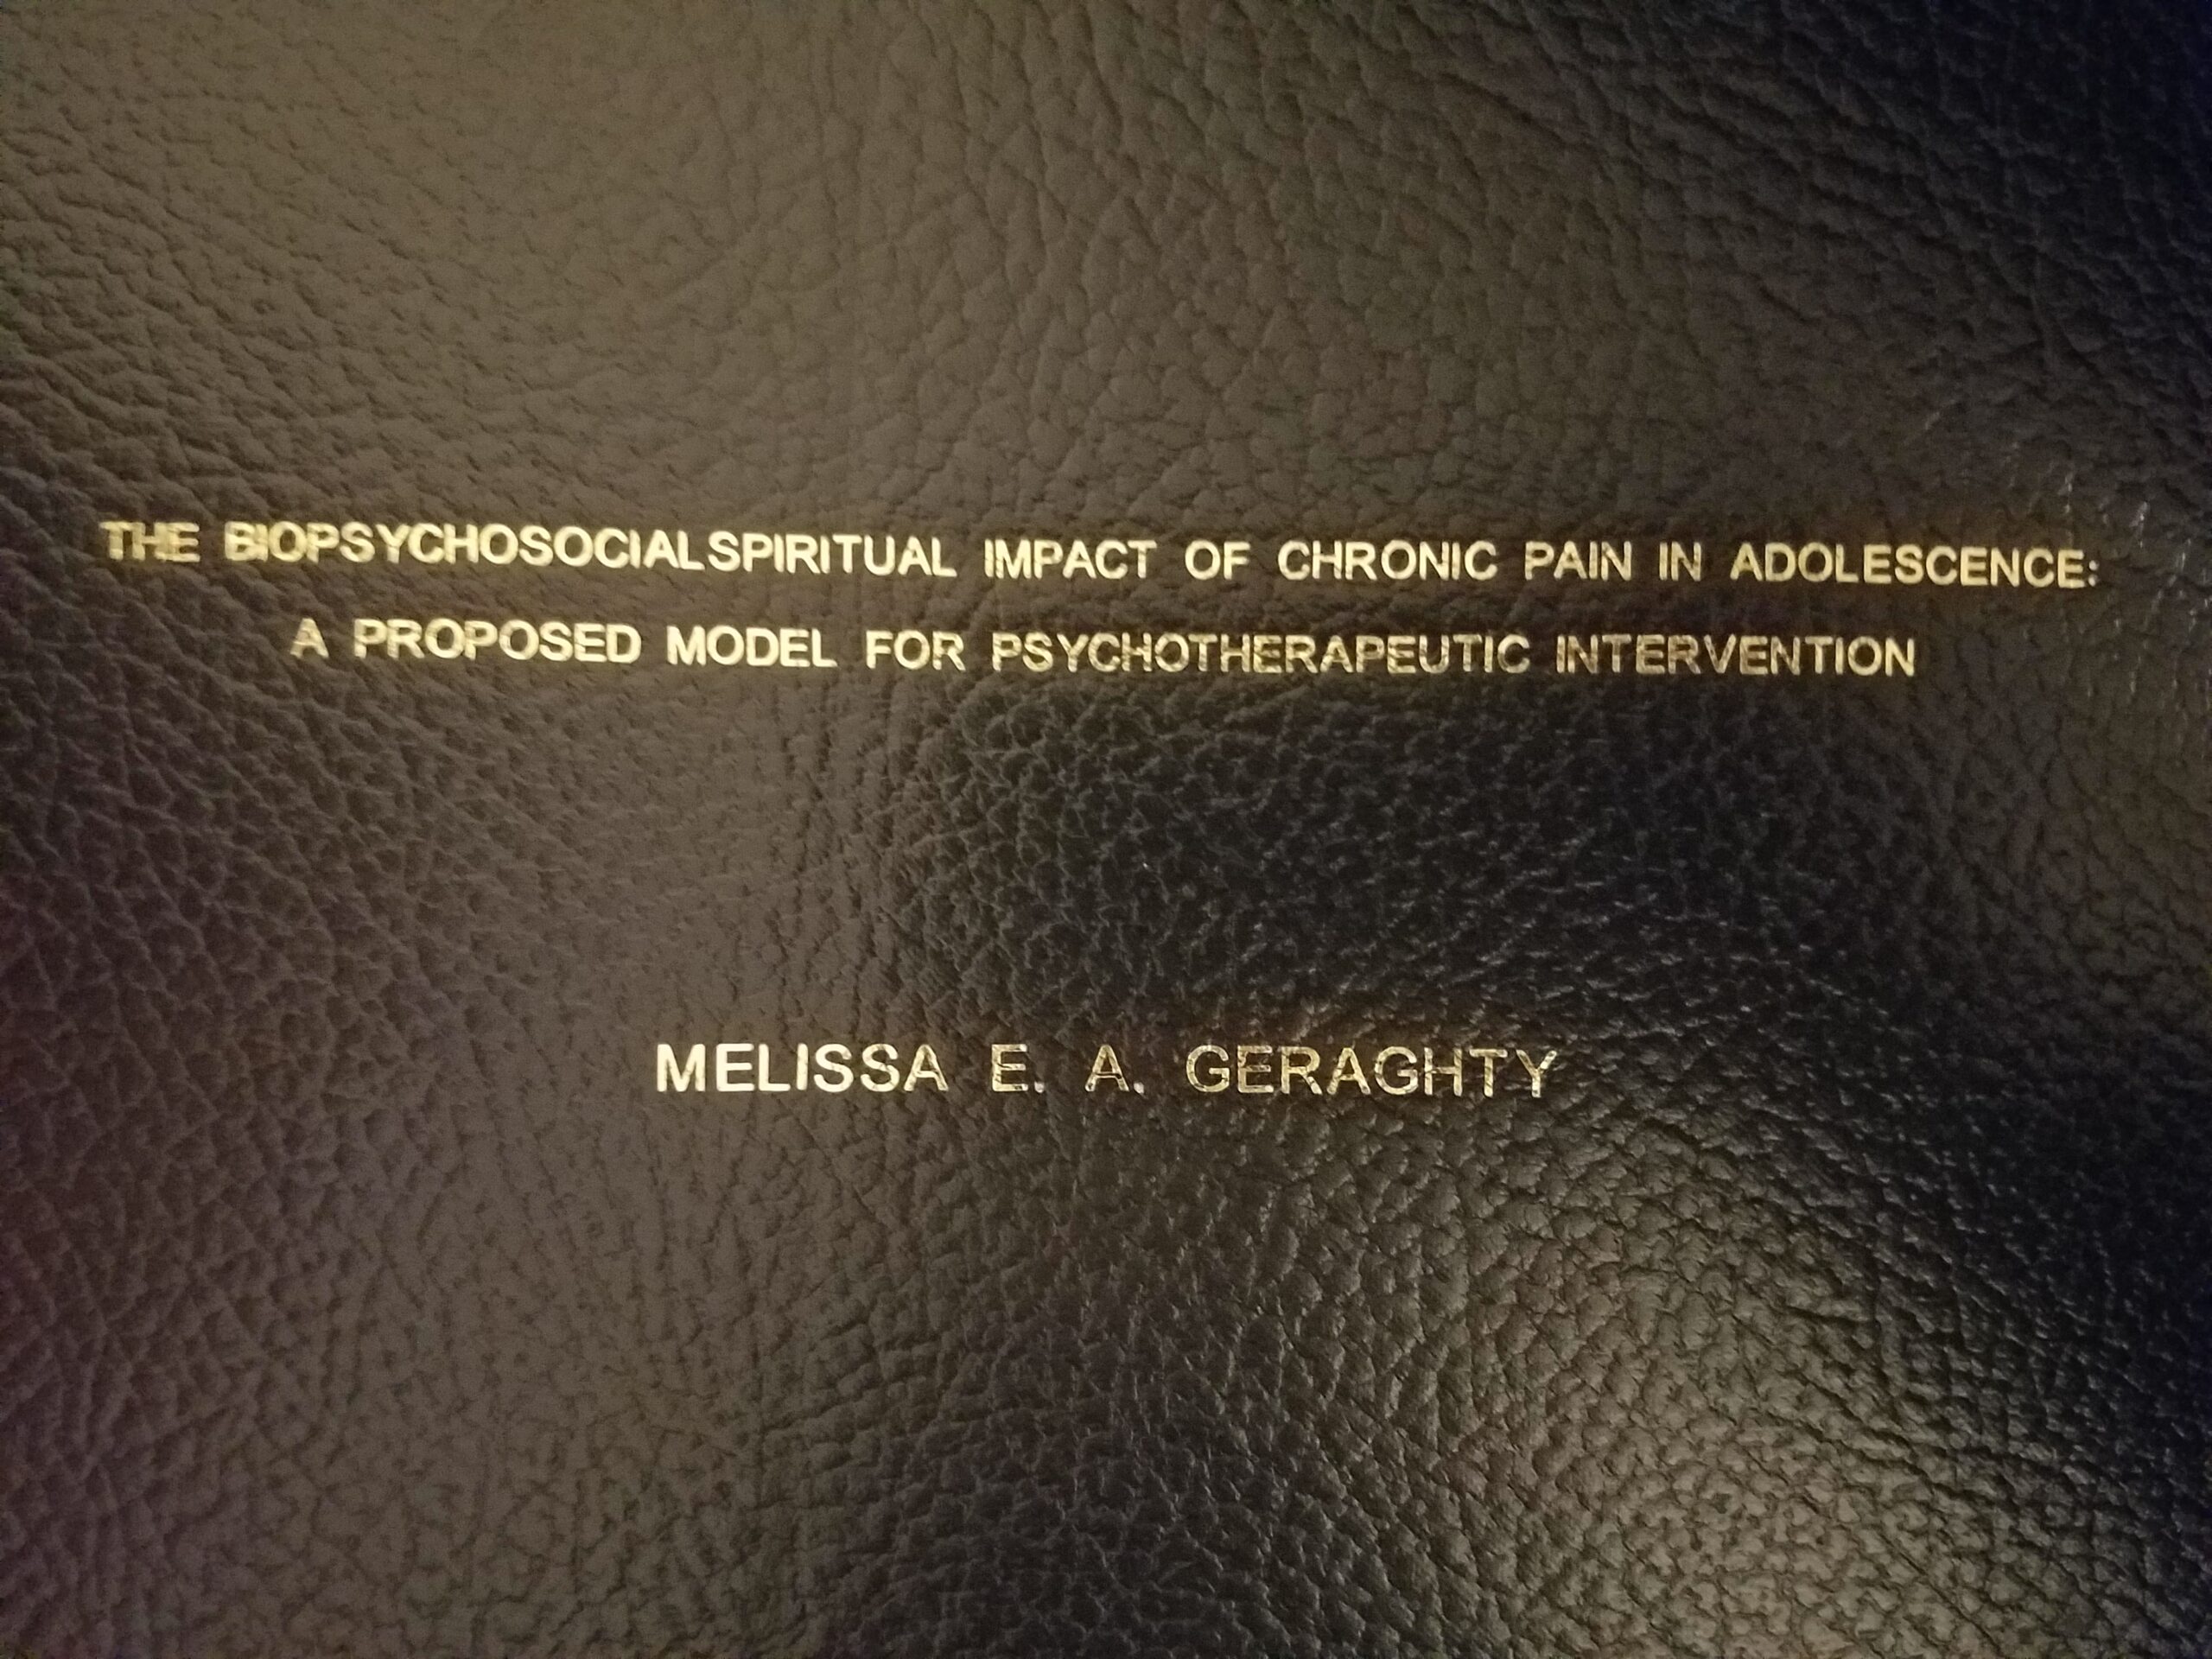 THE BIOPSYCHOSOCIALSPIRITUAL IMPACT OF CHRONIC PAIN IN ADOLESCENCE:
A PROPOSED MODEL FOR PSYCHOTHERAPEUTIC INTERVENTION
MELISSA E. A. GERAGHTY